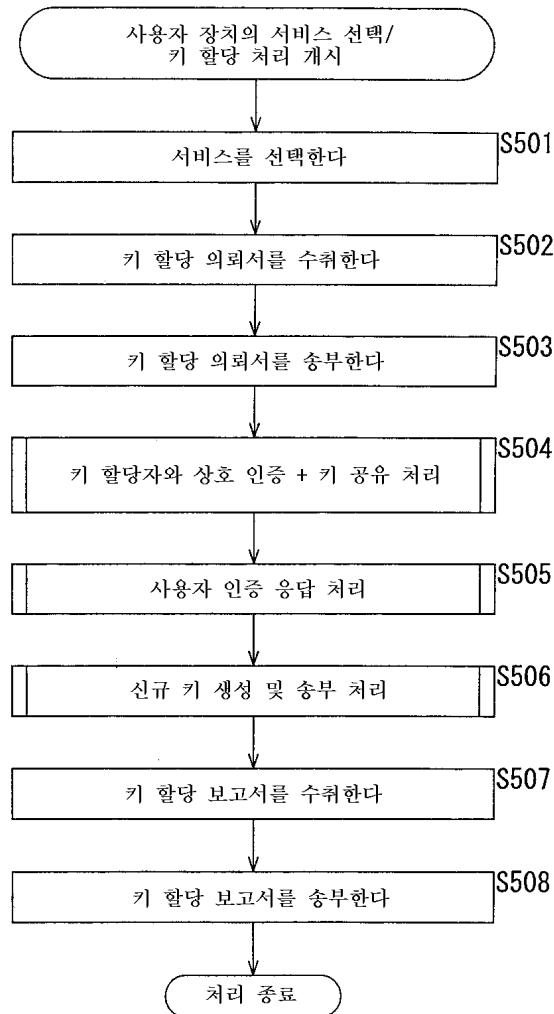 사용자 장치의 서비스 선택/
키 할당 처리 개시
S501
서비스를 선택한다
S502
키 할당 의뢰서를 수취한다
S503
키 할당 의뢰서를 송부한다
S504
키 할당자와 상호 인증 + 키 공유 처리
S505
사용자 인증 응답 처리
S506
신규 키 생성 및 송부 처리
S507
키 할당 보고서를 수취한다
S508
키 할당 보고서를 송부한다
처리 종료